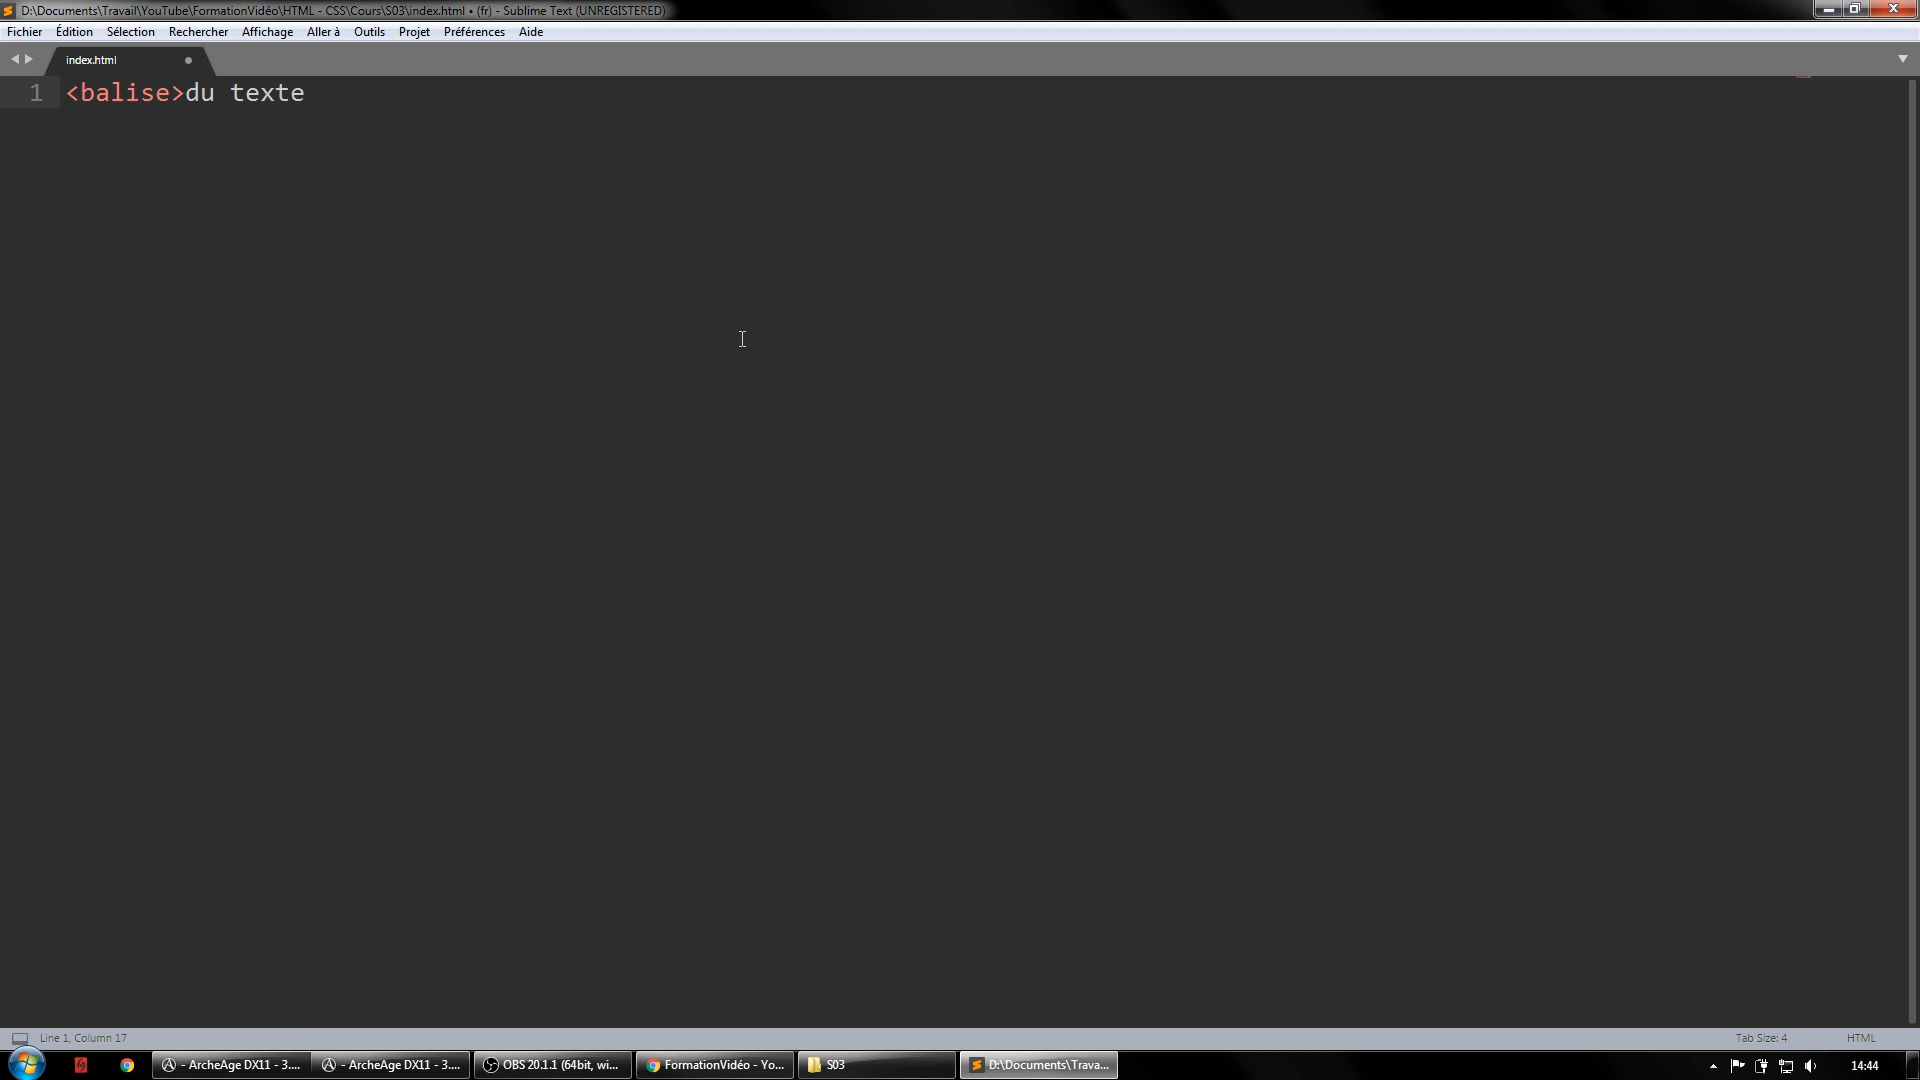 D:\Documents\Travail\YouTube\FormationVidéo\HTML - CSS\Cours\S03\index.html • (fr) - Sublime Text (UNREGISTERED)
Fichier Édition Sélection Rechercher Affichage Aller à Outils Projet Préférences Aide
index.html
1 <balise>du texte
Line 1, Column 17 Tab Size: 4 HTML
- ArcheAge DX11 - 3.... - ArcheAge DX11 - 3.... OBS 20.1.1 (64bit, wi... FormationVidéo - Yo... S03 D:\Documents\Trava... 14:44